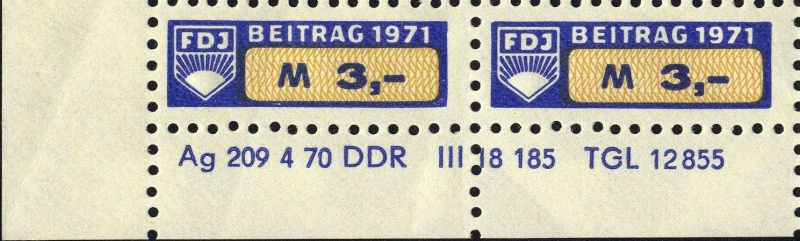 FDJ BEITRAG 1971 FDJ BEITRAG 1971
M 3,- M 3,-
Ag 209 4 70 DDR III 18 185 TGL 12855